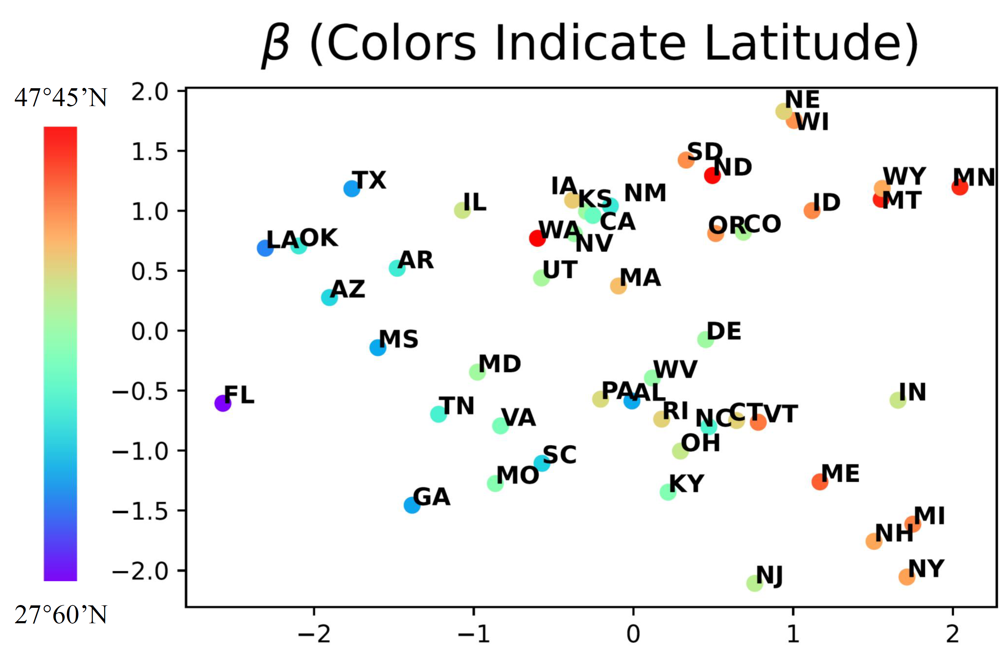 β (Colors Indicate Latitude)
47°45’N
27°60’N
2.0
1.5
1.0
0.5
0.0
−0.5
−1.0
−1.5
−2.0
−2
−1
0
1
2
NE
WI
SD
ND
WY
MN
TX
IA
KS
NM
IL
ID
MT
CA
OR
CO
WA
NV
LA
OK
AR
UT
MA
AZ
DE
MS
MD
WV
FL
PA
AL
IN
TN
RI
NC
CT
VT
VA
OH
SC
MO
KY
ME
GA
MI
NH
NY
NJ